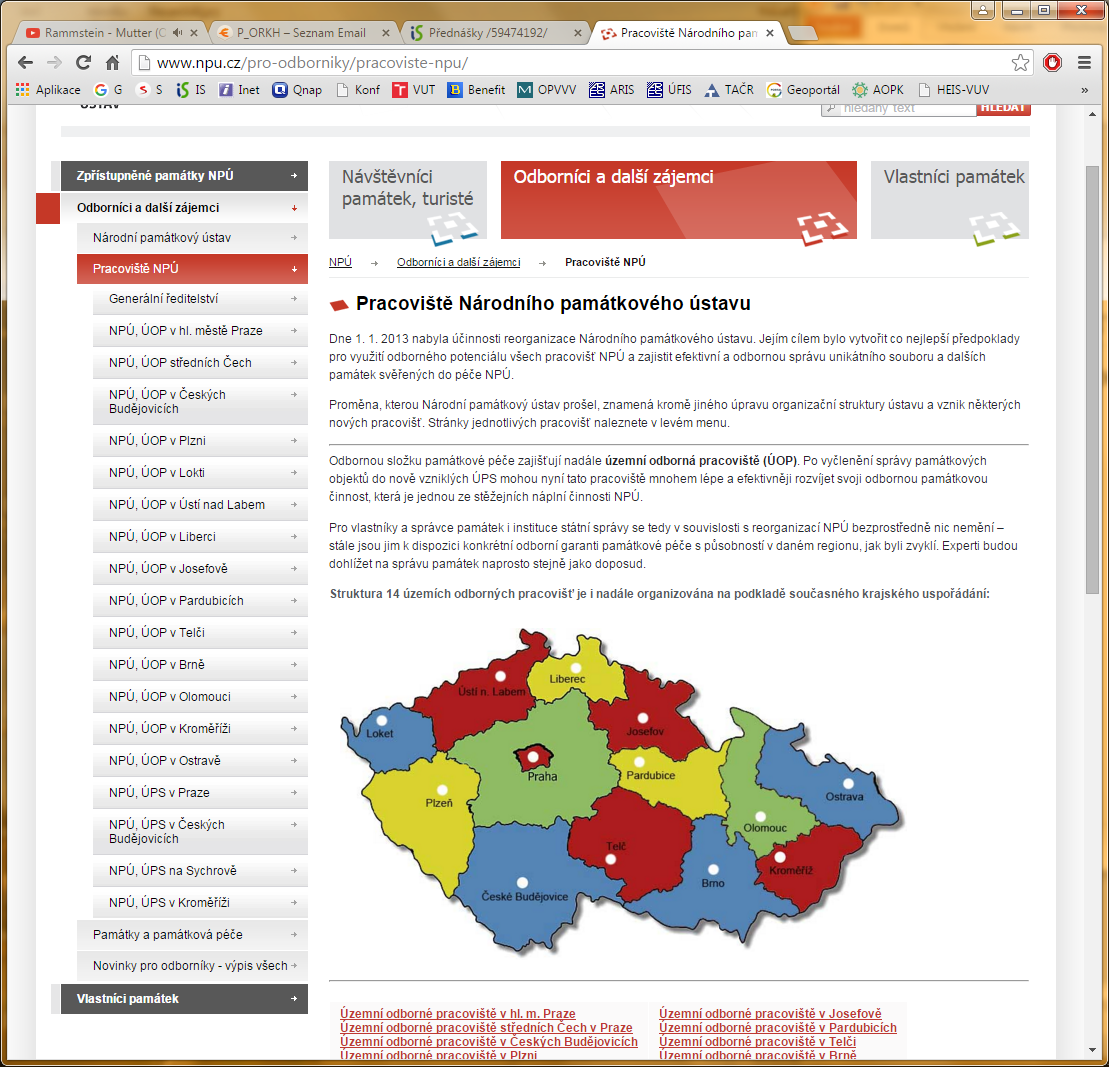 Rammstein - Mutter (
P_ORKH – Seznam Email
Přednášky /59474192/
Pracoviště Národního pam
www.npu.cz/pro-odborniky/pracoviste-npu/
Aplikace G S IS Inet Qnap Konf VUT Benefit OPVVV ARIS ÚFIS TAČR Geoportál AOPK HEIS-VUV »
ÚSTAV
hledaný text
HLEDAT
Zpřístupněné památky NPÚ
Odborníci a další zájemci
Národní památkový ústav
Pracoviště NPÚ
Generální ředitelství
NPÚ, ÚOP v hl. městě Praze
NPÚ, ÚOP středních Čech
NPÚ, ÚOP v Českých
Budějovicích
NPÚ, ÚOP v Plzni
NPÚ, ÚOP v Lokti
NPÚ, ÚOP v Ústí nad Labem
NPÚ, ÚOP v Liberci
NPÚ, ÚOP v Josefově
NPÚ, ÚOP v Pardubicích
NPÚ, ÚOP v Telči
NPÚ, ÚOP v Brně
NPÚ, ÚOP v Olomouci
NPÚ, ÚOP v Kroměříži
NPÚ, ÚOP v Ostravě
NPÚ, ÚPS v Praze
NPÚ, ÚPS v Českých
Budějovicích
NPÚ, ÚPS na Sychrově
NPÚ, ÚPS v Kroměříži
Památky a památková péče
Novinky pro odborníky - výpis všech
Vlastníci památek
Návštěvníci
památek, turisté
Odborníci a další zájemci
Vlastníci památek
NPÚ → Odborníci a další zájemci → Pracoviště NPÚ
Pracoviště Národního památkového ústavu
Dne 1. 1. 2013 nabyla účinnosti reorganizace Národního památkového ústavu. Jejím cílem bylo vytvořit co nejlepší předpoklady
pro využití odborného potenciálu všech pracovišť NPÚ a zajistit efektivní a odbornou správu unikátního souboru a dalších
památek svěřených do péče NPÚ.
Proměna, kterou Národní památkový ústav prošel, znamená kromě jiného úpravu organizační struktury ústavu a vznik některých
nových pracovišť. Stránky jednotlivých pracovišť naleznete v levém menu.
Odbornou složku památkové péče zajišťují nadále územní odborná pracoviště (ÚOP). Po vyčlenění správy památkových
objektů do nově vzniklých ÚPS mohou nyní tato pracoviště mnohem lépe a efektivněji rozvíjet svoji odbornou památkovou
činnost, která je jednou ze stěžejních náplní činnosti NPÚ.
Pro vlastníky a správce památek i instituce státní správy se tedy v souvislosti s reorganizací NPÚ bezprostředně nic nemění –
stále jsou jim k dispozici konkrétní odborní garanti památkové péče s působností v daném regionu, jak byli zvyklí. Experti budou
dohlížet na správu památek naprosto stejně jako doposud.
Struktura 14 územích odborných pracovišť je i nadále organizována na podkladě současného krajského uspořádání:
Ústí n. Labem
Liberec
Loket
Josefov
Praha
Pardubice
Plzeň
Ostrava
Olomouc
Telč
Kroměříž
Brno
České Budějovice
Územní odborné pracoviště v hl. m. Praze
Územní odborné pracoviště středních Čech v Praze
Územní odborné pracoviště v Českých Budějovicích
Územní odborné pracoviště v Plzni
Územní odborné pracoviště v Josefově
Územní odborné pracoviště v Pardubicích
Územní odborné pracoviště v Telči
Územní odborné pracoviště v Brně